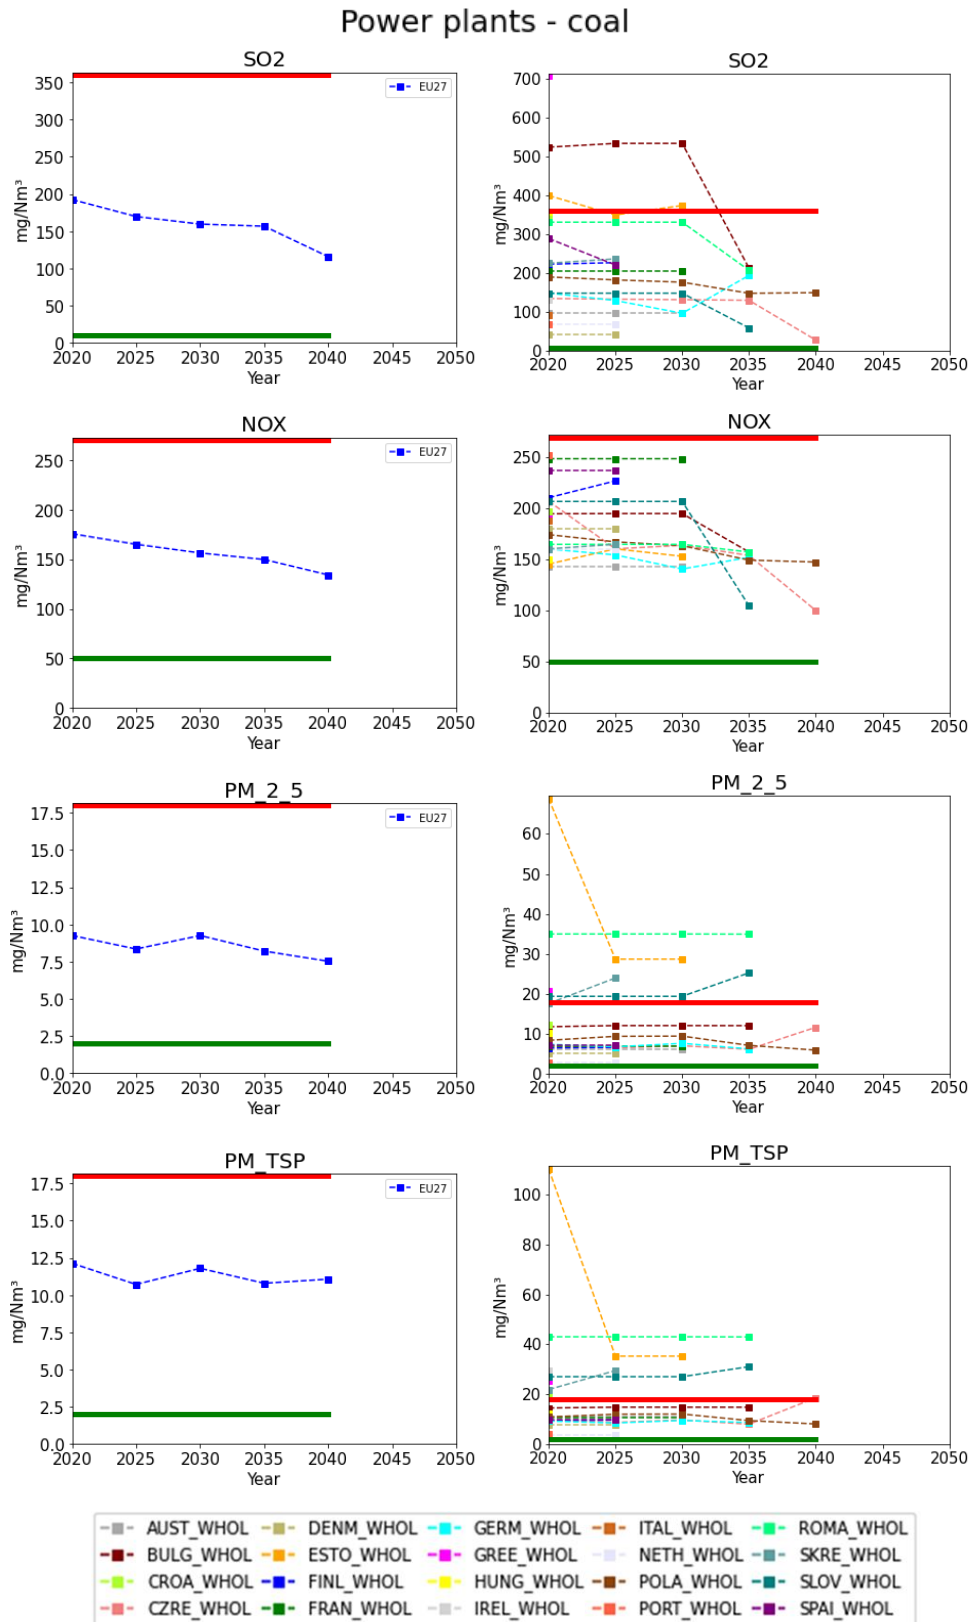 Power plants - coal
SO2
EU27
350
300
250
200
150
100
50
0
mg/Nm³
2020 2025 2030 2035 2040 2045 2050
Year
SO2
700
600
500
400
300
200
100
0
mg/Nm³
2020 2025 2030 2035 2040 2045 2050
Year
NOX
EU27
250
200
150
100
50
0
mg/Nm³
2020 2025 2030 2035 2040 2045 2050
Year
NOX
250
200
150
100
50
0
mg/Nm³
2020 2025 2030 2035 2040 2045 2050
Year
PM_2_5
EU27
17.5
15.0
12.5
10.0
7.5
5.0
2.5
0.0
mg/Nm³
2020 2025 2030 2035 2040 2045 2050
Year
PM_2_5
60
50
40
30
20
10
0
mg/Nm³
2020 2025 2030 2035 2040 2045 2050
Year
PM_TSP
EU27
17.5
15.0
12.5
10.0
7.5
5.0
2.5
0.0
mg/Nm³
2020 2025 2030 2035 2040 2045 2050
Year
PM_TSP
100
80
60
40
20
0
mg/Nm³
2020 2025 2030 2035 2040 2045 2050
Year
AUST_WHOL DENM_WHOL GERM_WHOL ITAL_WHOL ROMA_WHOL
BULG_WHOL ESTO_WHOL GREE_WHOL NETH_WHOL SKRE_WHOL
CROA_WHOL FINL_WHOL HUNG_WHOL POLA_WHOL SLOV_WHOL
CZRE_WHOL FRAN_WHOL IREL_WHOL PORT_WHOL SPAI_WHOL